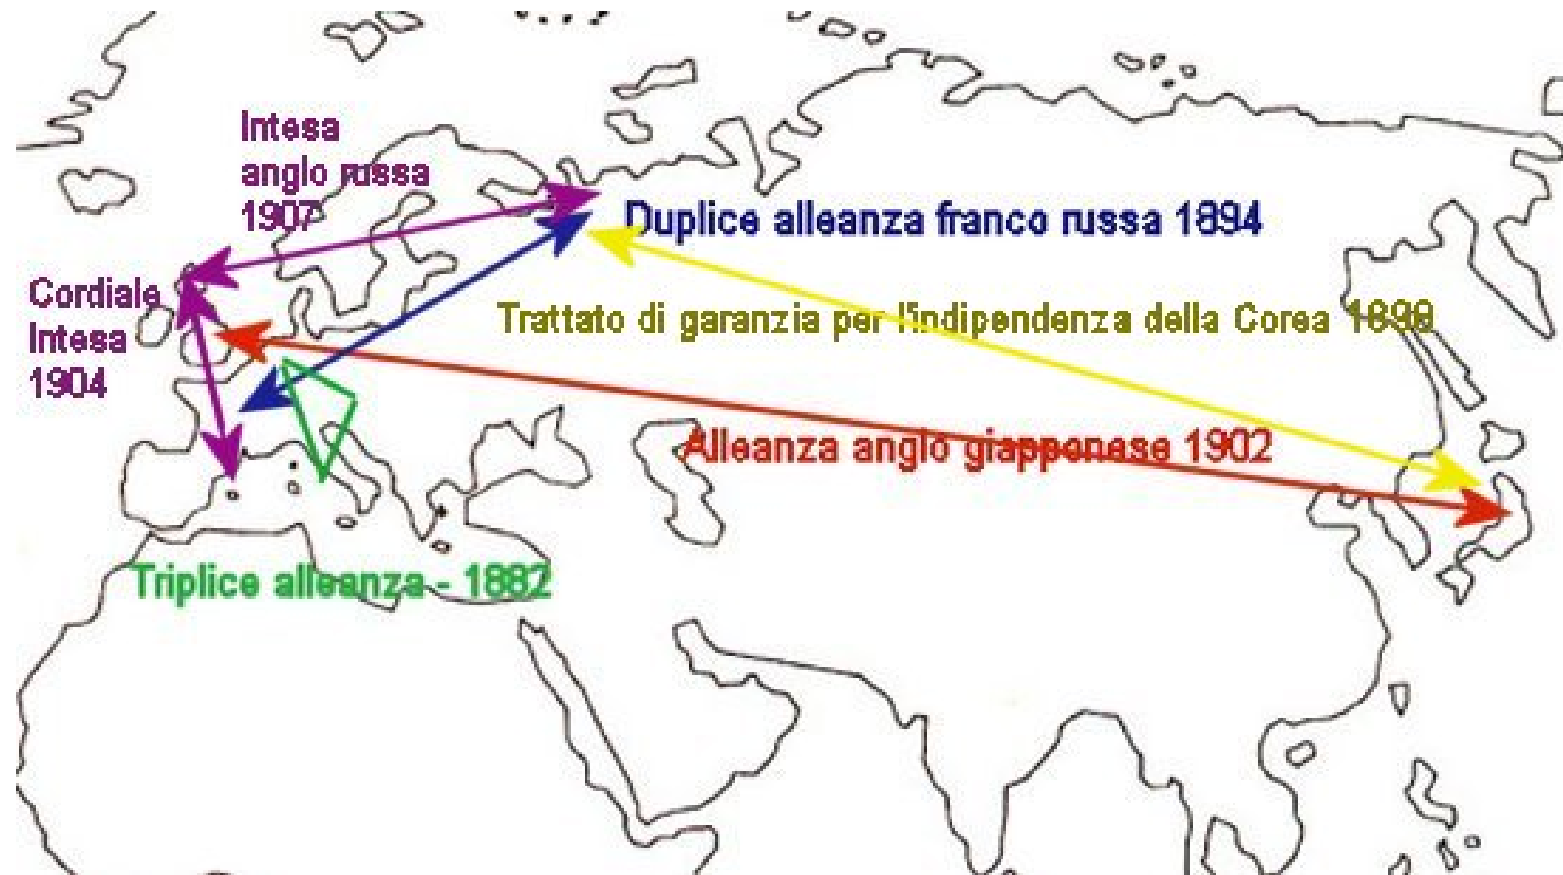 Intesa
anglo russa
1907
Duplice alleanza franco russa 1894
Cordiale
Intesa
1904
Trattato di garanzia per l'indipendenza della Corea
Alleanza anglo giapponese 1902
Triplice alleanza - 1882